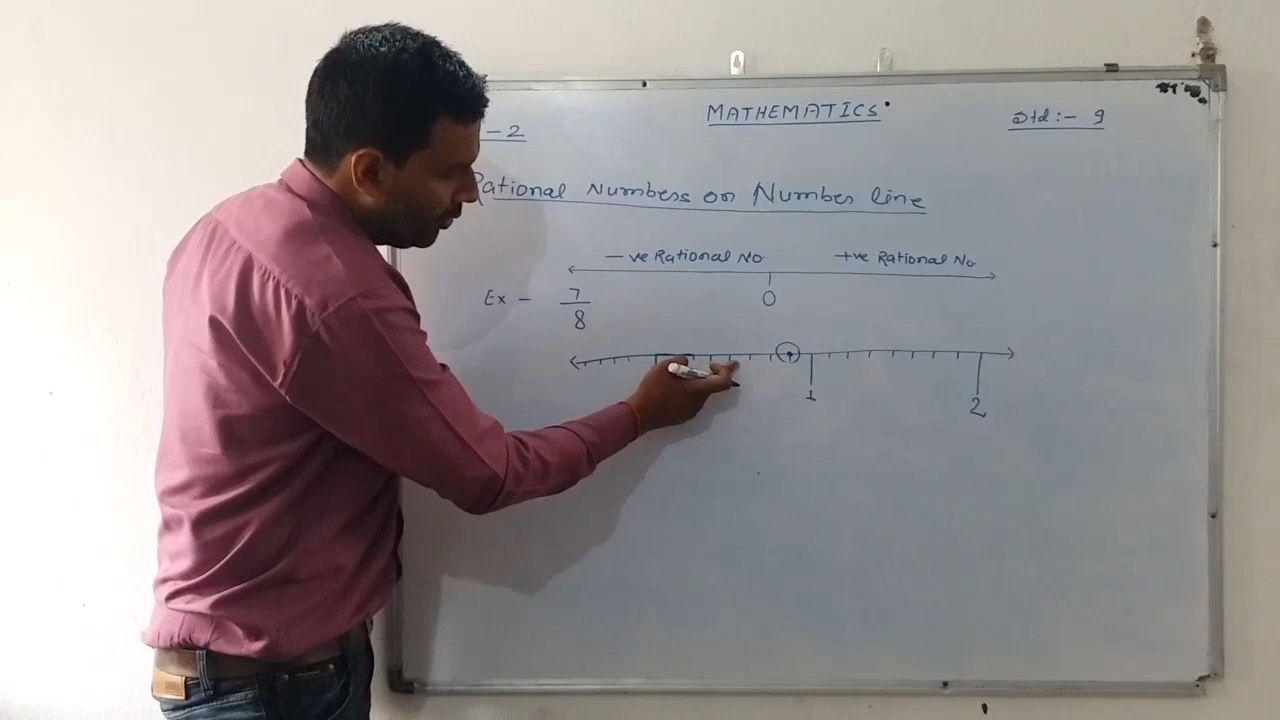 - 2
MATHEMATICS
Std :- 9
Rational Numbers on Number line
-ve Rational No.
+ve Rational No
0
Ex - 7/8
1
2